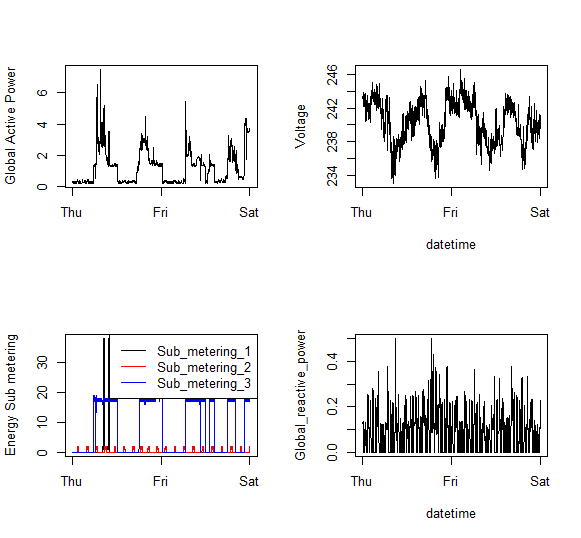 Global Active Power
6
4
2
0
Thu
Fri
Sat
Voltage
246
242
238
234
Thu
Fri
Sat
datetime
Energy Sub metering
30
20
10
0
Sub_metering_1
Sub_metering_2
Sub_metering_3
Thu
Fri
Sat
Global_reactive_power
0.4
0.2
0.0
Thu
Fri
Sat
datetime